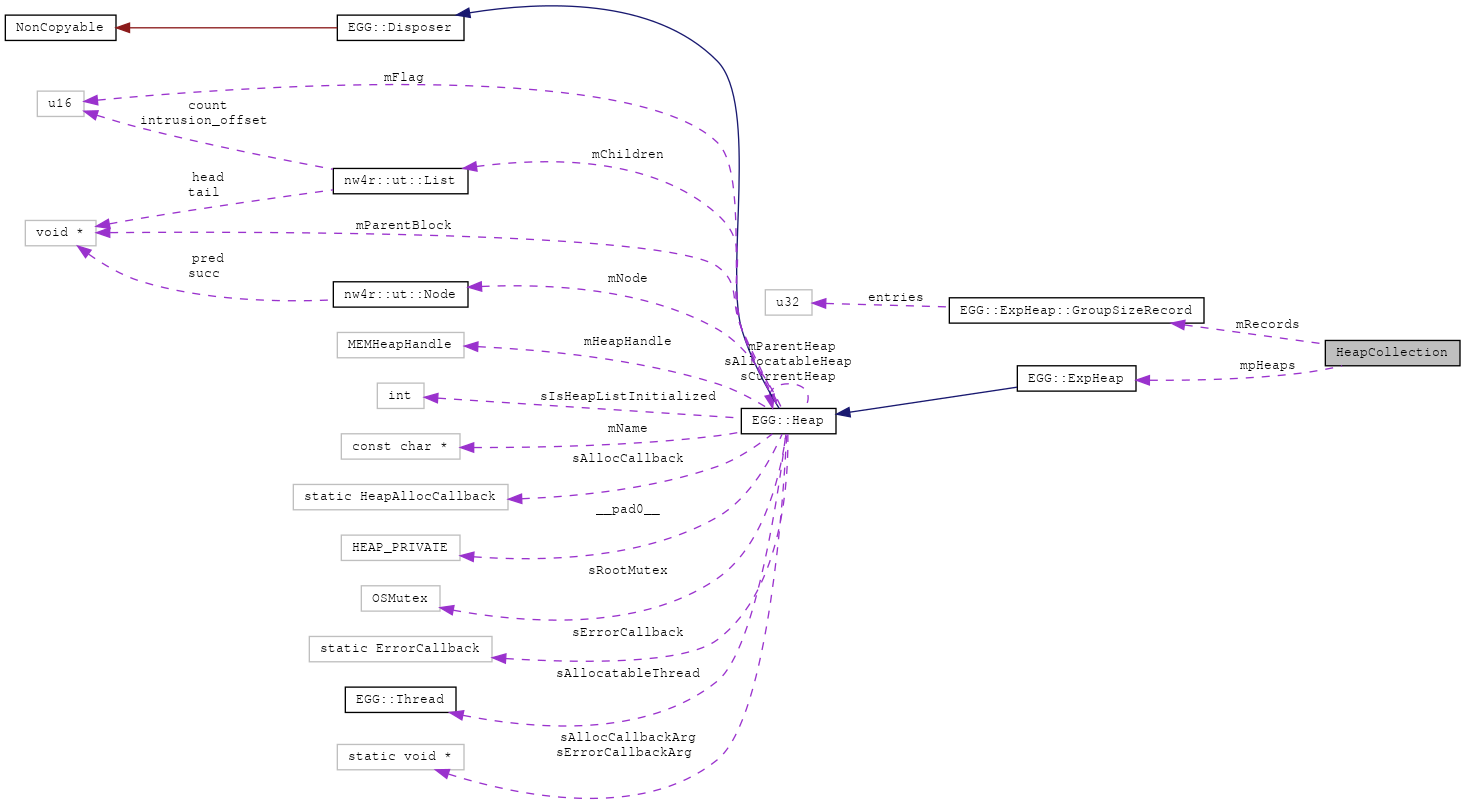 NonCopyable
EGG::Disposer
mFlag
u16
count
intrusion_offset
mChildren
head
tail
nw4r::ut::List
void *
mParentBlock
pred
succ
nw4r::ut::Node
mNode
u32
entries
EGG::ExpHeap::GroupSizeRecord
mRecords
HeapCollection
MEMHeapHandle
mHeapHandle
mParentHeap
sAllocatableHeap
sCurrentHeap
EGG::ExpHeap
mpHeaps
int
sIsHeapListInitialized
EGG::Heap
const char *
mName
sAllocCallback
static HeapAllocCallback
__pad0__
HEAP_PRIVATE
sRootMutex
OSMutex
sErrorCallback
static ErrorCallback
sAllocatableThread
EGG::Thread
sAllocCallbackArg
sErrorCallbackArg
static void *